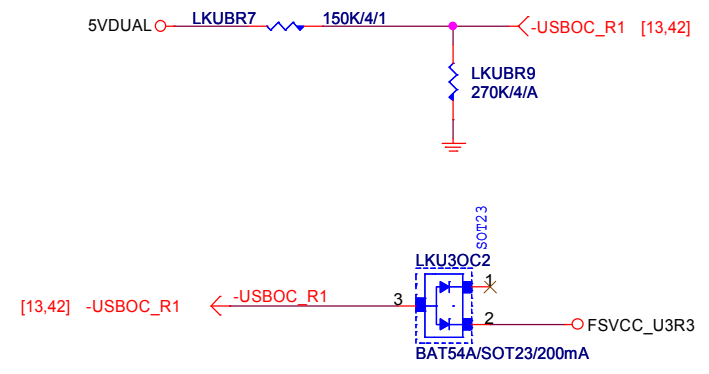 5VDUAL LKUBR7 150K/4/1 -USBOC_R1 [13,42]
LKUBR9
270K/4/A
SOT23
LKU3OC2
[13,42] -USBOC_R1 -USBOC_R1 3 1
2 FSVCC_U3R3
BAT54A/SOT23/200mA